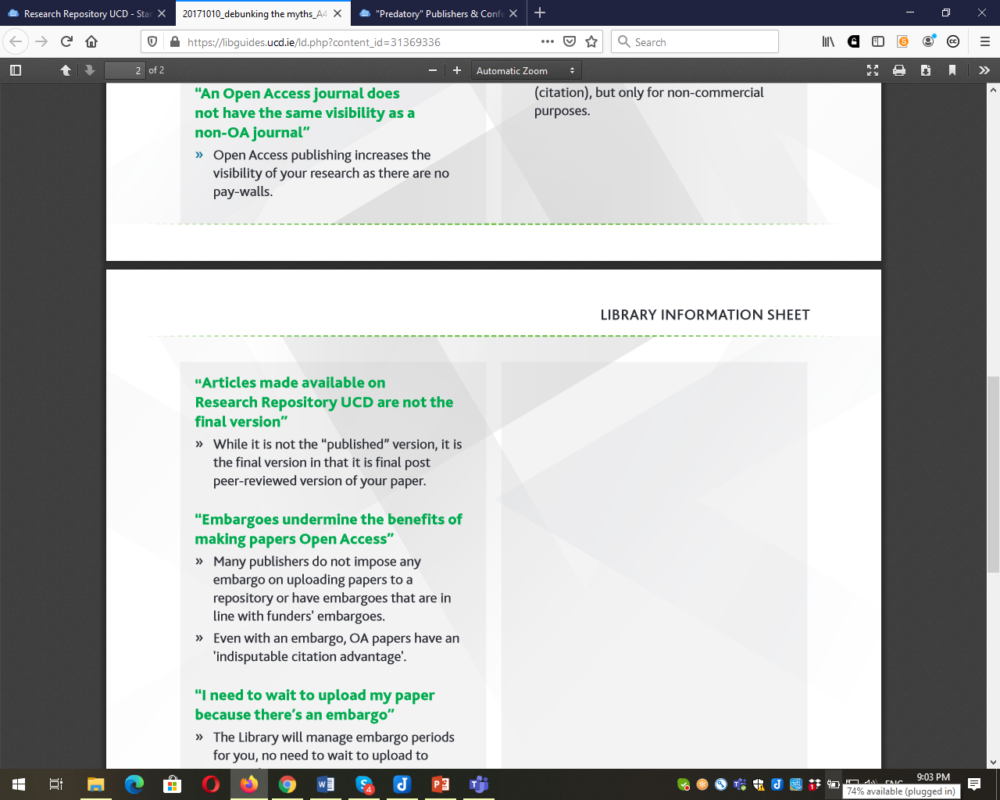 Research Repository UCD - Star
20171010_debunking the myths_A4
"Predatory" Publishers & Confe
https://libguides.ucd.ie/ld.php?content_id=31369336
Search
2 of 2
Automatic Zoom
“An Open Access journal does
not have the same visibility as a
non-OA journal”
» Open Access publishing increases the
visibility of your research as there are no
pay-walls.
(citation), but only for non-commercial
purposes.
LIBRARY INFORMATION SHEET
“Articles made available on
Research Repository UCD are not the
final version”
» While it is not the “published” version, it is
the final version in that it is final post
peer-reviewed version of your paper.
“Embargoes undermine the benefits of
making papers Open Access”
» Many publishers do not impose any
embargo on uploading papers to a
repository or have embargoes that are in
line with funders' embargoes.
» Even with an embargo, OA papers have an
'indisputable citation advantage'.
“I need to wait to upload my paper
because there’s an embargo”
» The Library will manage embargo periods
for you, no need to wait to upload to
9:03 PM
74% available (plugged in)